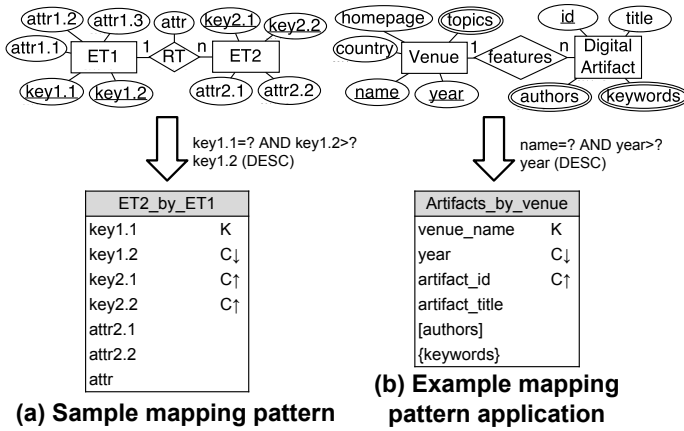 attr1.2 attr1.3 attr key2.1 key2.2
attr1.1 ET1 1 RT n ET2
key1.1 key1.2 attr2.1 attr2.2
key1.1=? AND key1.2>?
key1.2 (DESC)
ET2_by_ET1
key1.1 K
key1.2 C↓
key2.1 C↑
key2.2 C↑
attr2.1
attr2.2
attr
(a) Sample mapping pattern
homepage topics id title
country Venue 1 features n Digital
Artifact
name year authors keywords
name=? AND year>?
year (DESC)
Artifacts_by_venue
venue_name K
year C↓
artifact_id C↑
artifact_title
[authors]
{keywords}
(b) Example mapping
pattern application